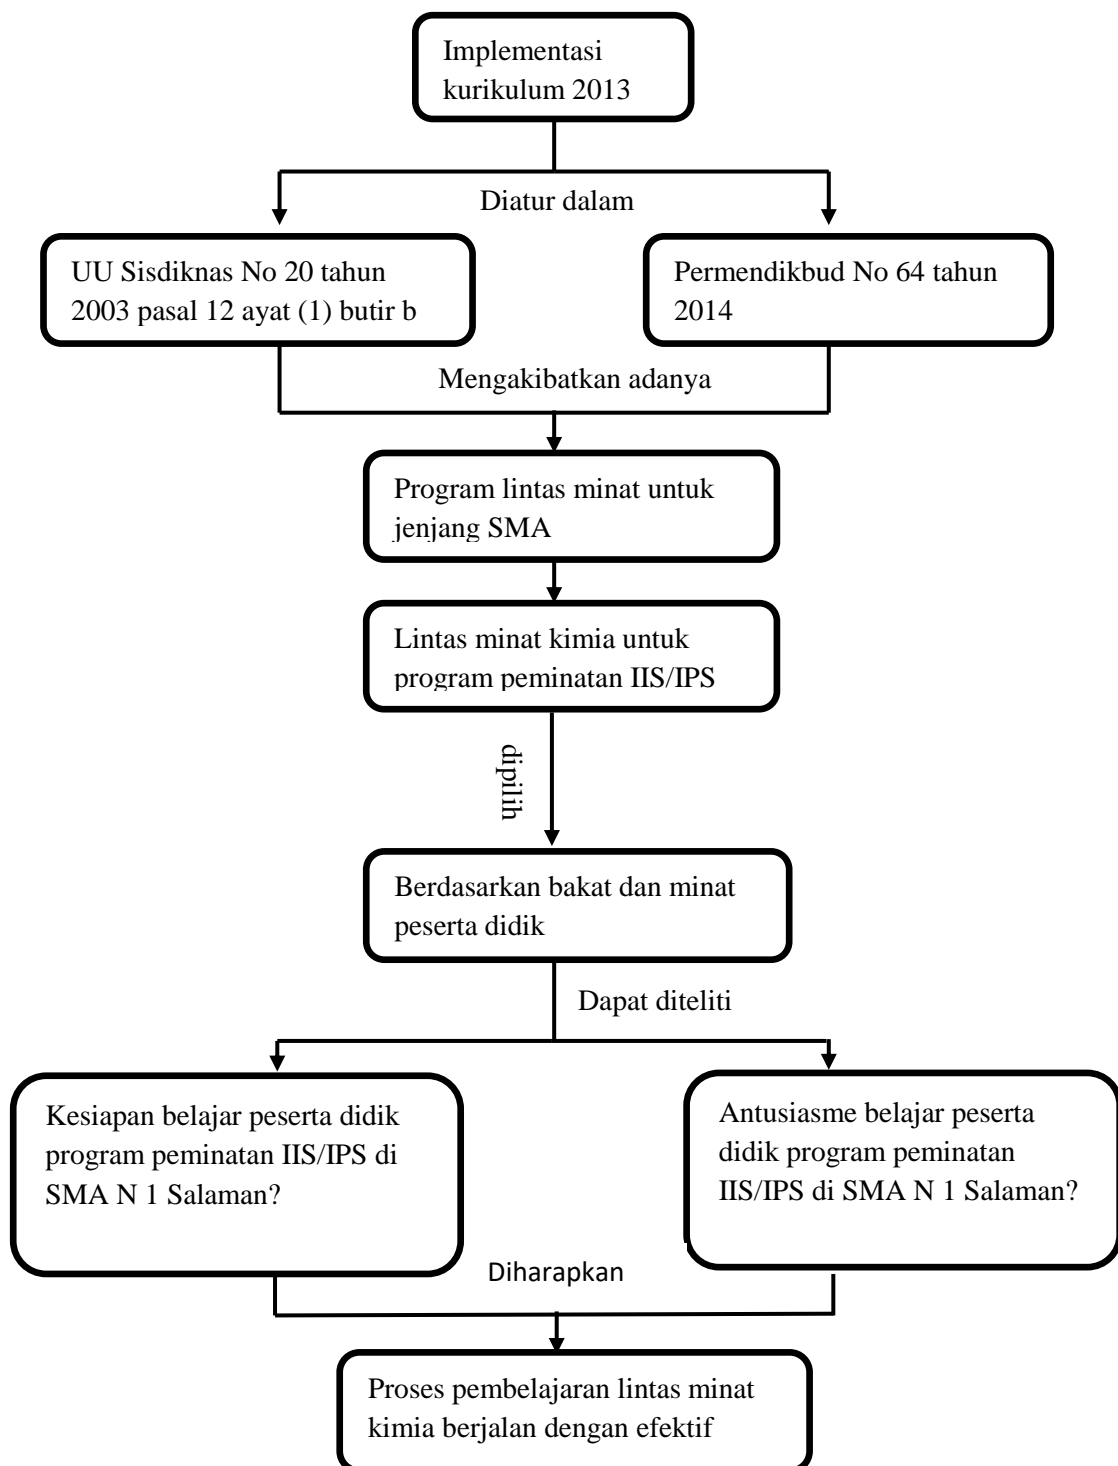 Implementasi
kurikulum 2013
Diatur dalam
UU Sisdiknas No 20 tahun
2003 pasal 12 ayat (1) butir b
Permendikbud No 64 tahun
2014
Mengakibatkan adanya
Program lintas minat untuk
jenjang SMA
Lintas minat kimia untuk
program peminatan IIS/IPS
dipilih
Berdasarkan bakat dan minat
peserta didik
Dapat diteliti
Kesiapan belajar peserta didik
program peminatan IIS/IPS di
SMA N 1 Salaman?
Antusiasme belajar peserta
didik program peminatan
IIS/IPS di SMA N 1 Salaman?
Diharapkan
Proses pembelajaran lintas minat
kimia berjalan dengan efektif